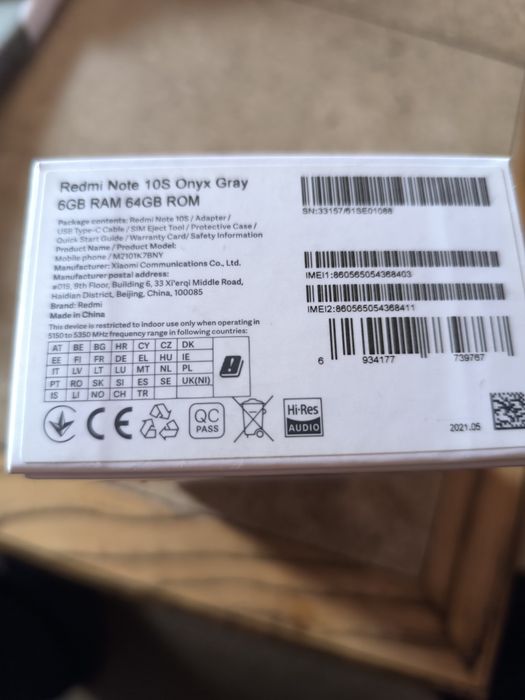 Redmi Note 10S Onyx Gray
6GB RAM 64GB ROM
Package contents: Redmi Note 10S / Adapter /
USB Type-C Cable / SIM Eject Tool / Protective Case /
Quick Start Guide / Warranty Card/ Safety Information
Product Name / Product Model:
Mobile phone / M2101K7BNY
Manufacturer: Xiaomi Communications Co., Ltd.
Manufacturer postal address:
#019, 9th Floor, Building 6, 33 Xi'erqi Middle Road,
Haidian District, Beijing, China, 100085
Brand: Redmi
Made in China
This device is restricted to indoor use only when operating in
5150 to 5350 MHz frequency range in following countries:
AT BE BG HR CY CZ DK
EE FI FR DE EL HU IE
IT LV LT LU MT NL PL
PT RO SK SI ES SE UK(NI)
IS LI NO CH TR
CE
QC
PASS
Hi-Res
AUDIO
SN:33157/61SE01088
IMEI1:860565054368403
IMEI2:860565054368411
6 934177 739767
2021.05